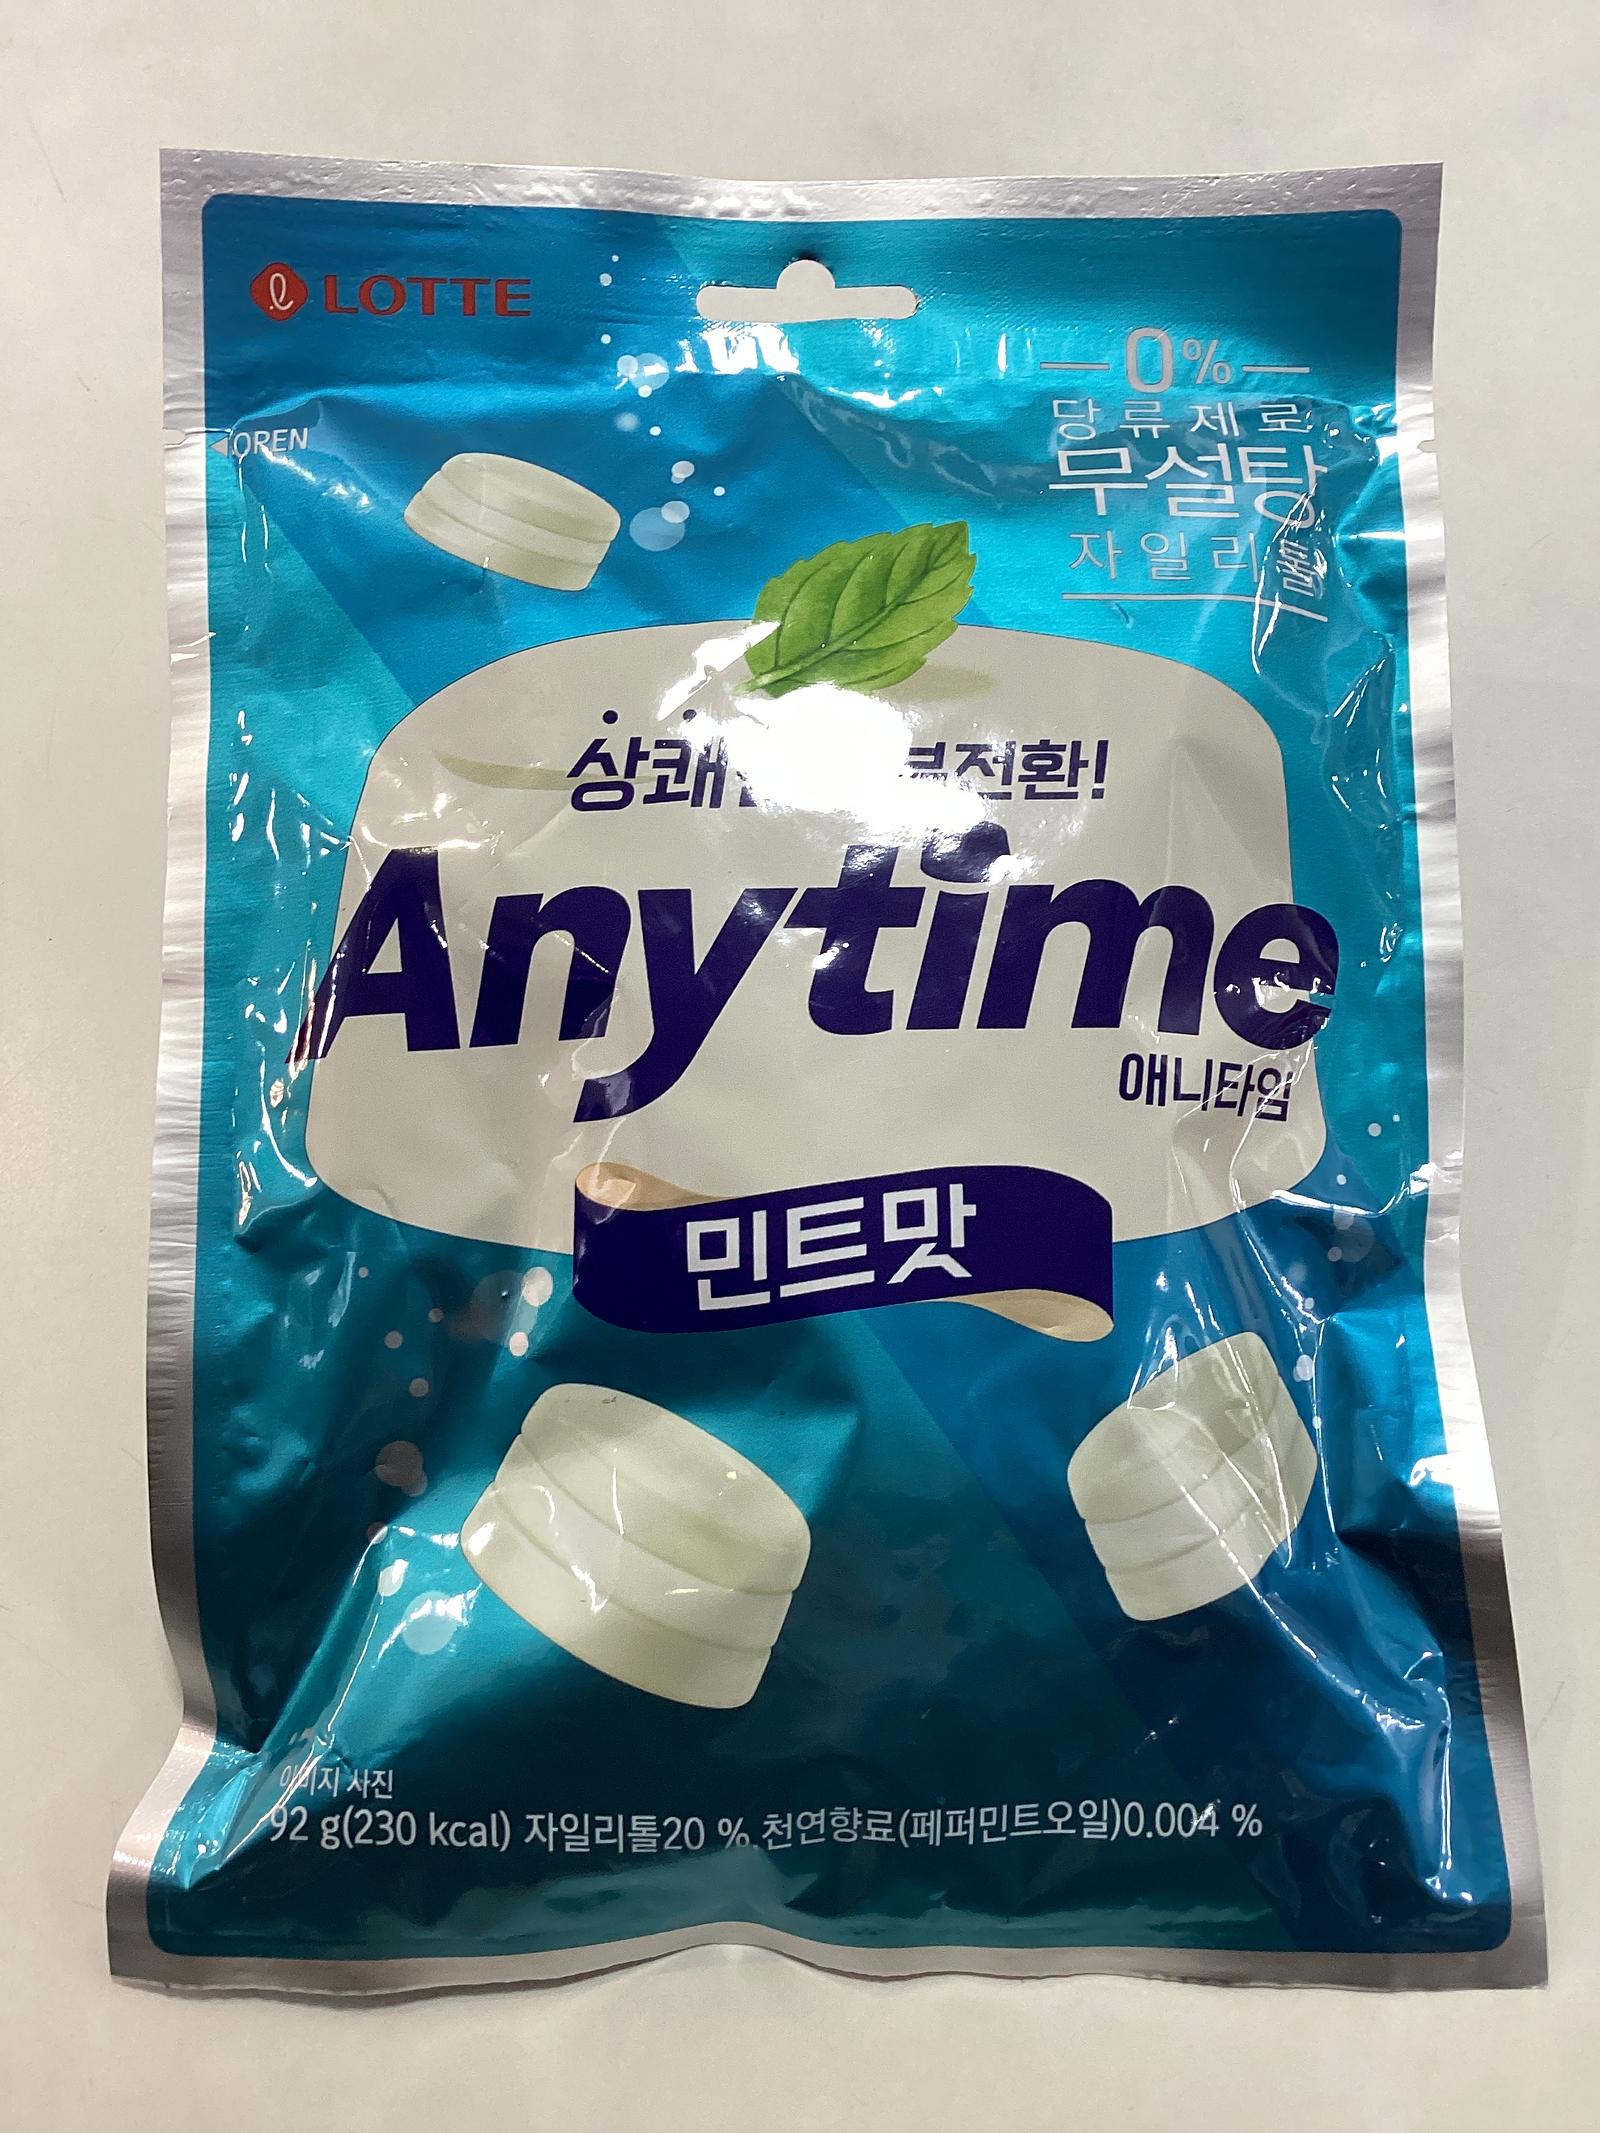 LOTTE
0%
OPEN
당류제로
무설탕
자일리톨
상쾌 전환!
Anytime
애니타임
민트맛
이미지 사진
92 g(230 kcal) 자일리톨20 %, 천연향료(페퍼민트오일)0.004 %